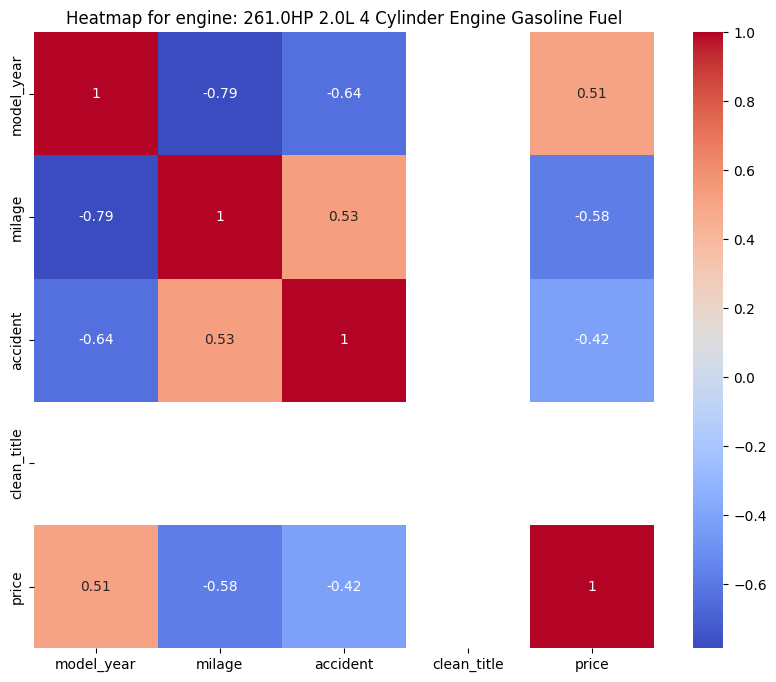 Heatmap for engine: 261.0HP 2.0L 4 Cylinder Engine Gasoline Fuel
model_year
1
-0.79
-0.64
0.51
milage
-0.79
1
0.53
-0.58
accident
-0.64
0.53
1
-0.42
clean_title
price
0.51
-0.58
-0.42
1
model_year
milage
accident
clean_title
price
1.0
0.8
0.6
0.4
0.2
0.0
−0.2
−0.4
−0.6